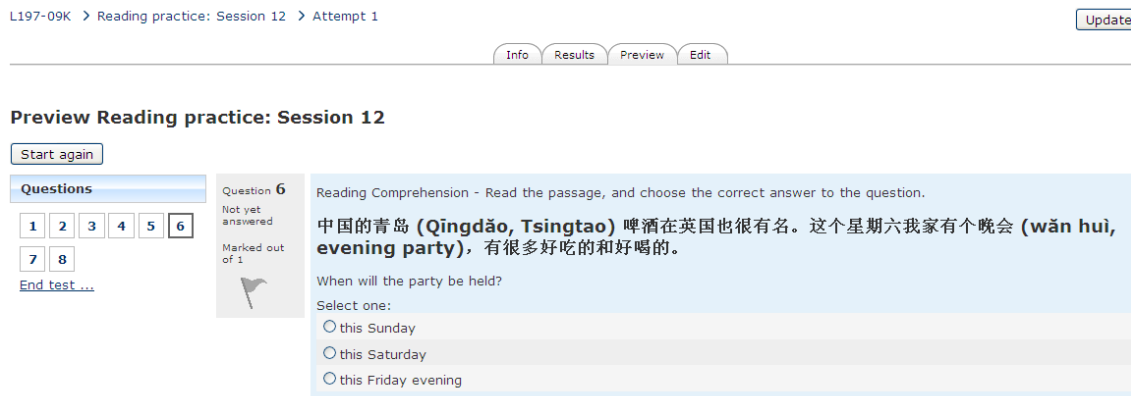 L197-09K > Reading practice: Session 12 > Attempt 1
Update
Info Results Preview Edit
Preview Reading practice: Session 12
Start again
Questions
1 2 3 4 5 6
7 8
End test ...
Question 6
Not yet
answered
Marked out
of 1
Reading Comprehension - Read the passage, and choose the correct answer to the question.
中国的青岛 (Qīngdǎo, Tsingtao) 啤酒在英国也很有名。这个星期六我家有个晚会 (wǎn huì,
evening party)，有很多好吃的和好喝的。
When will the party be held?
Select one:
this Sunday
this Saturday
this Friday evening